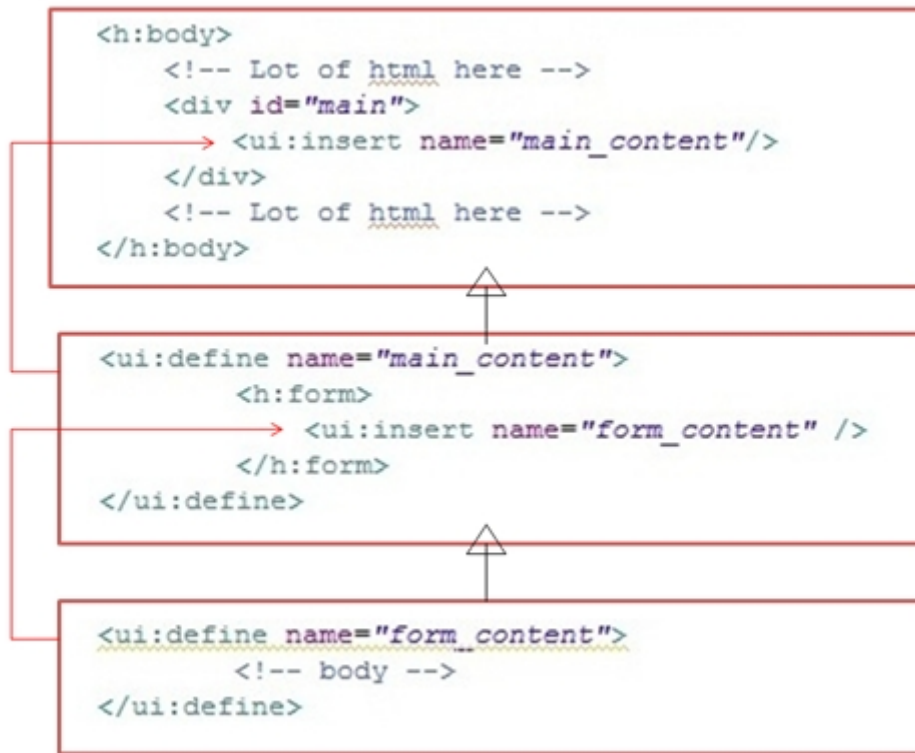 <h:body>
<!-- Lot of html here -->
<div id="main">
<ui:insert name="main_content"/>
</div>
<!-- Lot of html here -->
</h:body>
<ui:define name="main_content">
<h:form>
<ui:insert name="form_content" />
</h:form>
</ui:define>
<ui:define name="form_content">
<!-- body -->
</ui:define>